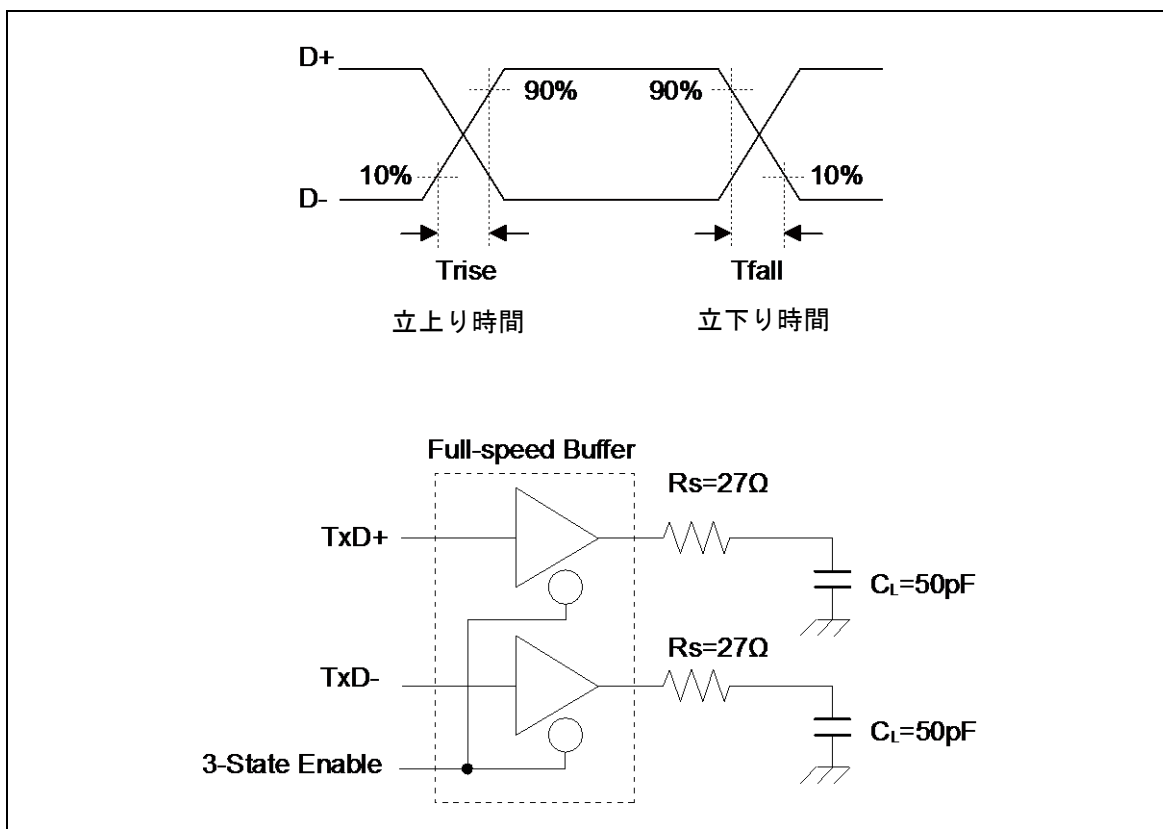 D+
90%
90%
10%
10%
D-
Trise
Tfall
立上り時間
立下り時間
Full-speed Buffer
Rs=27Ω
TxD+
CL=50pF
Rs=27Ω
TxD-
CL=50pF
3-State Enable